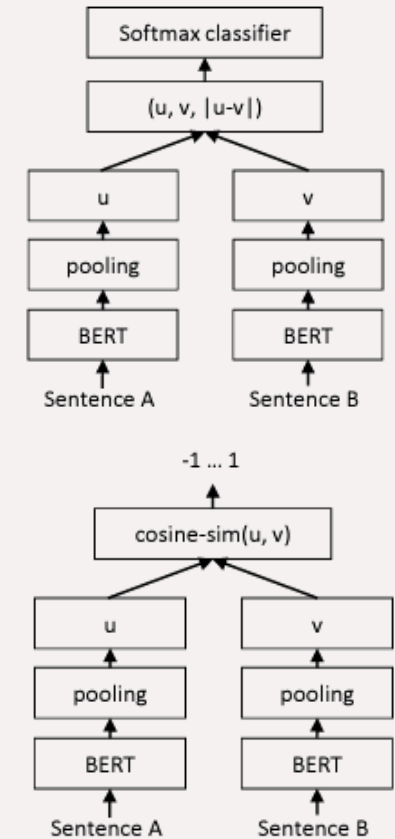 Softmax classifier
(u, v, |u-v|)
u v
pooling pooling
BERT BERT
Sentence A Sentence B
-1 ... 1
cosine-sim(u, v)
u v
pooling pooling
BERT BERT
Sentence A Sentence B